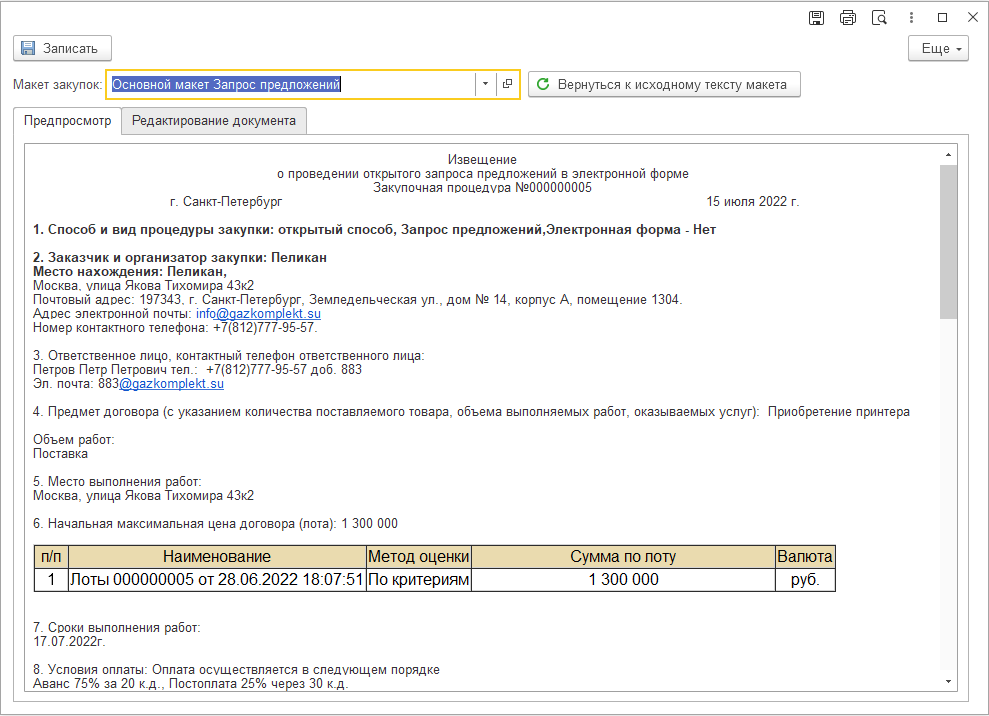 Записать
Еще
Макет закупок: Основной макет Запрос предложений
Вернуться к исходному тексту макета
Предпросмотр
Редактирование документа
Извещение
о проведении открытого запроса предложений в электронной форме
Закупочная процедура №000000005
г. Санкт-Петербург 15 июля 2022 г.
1. Способ и вид процедуры закупки: открытый способ, Запрос предложений,Электронная форма - Нет
2. Заказчик и организатор закупки: Пеликан
Место нахождения: Пеликан,
Москва, улица Якова Тихомира 43к2
Почтовый адрес: 197343, г. Санкт-Петербург, Земледельческая ул., дом № 14, корпус А, помещение 1304.
Адрес электронной почты: info@gazkomplekt.su
Номер контактного телефона: +7(812)777-95-57.
3. Ответственное лицо, контактный телефон ответственного лица:
Петров Петр Петрович тел.: +7(812)777-95-57 доб. 883
Эл. почта: 883@gazkomplekt.su
4. Предмет договора (с указанием количества поставляемого товара, объема выполняемых работ, оказываемых услуг): Приобретение принтера
Объем работ:
Поставка
5. Место выполнения работ:
Москва, улица Якова Тихомира 43к2
6. Начальная максимальная цена договора (лота): 1 300 000
п/п Наименование Метод оценки Сумма по лоту Валюта
1 Лоты 000000005 от 28.06.2022 18:07:51 По критериям 1 300 000 руб.
7. Сроки выполнения работ:
17.07.2022г.
8. Условия оплаты: Оплата осуществляется в следующем порядке
Аванс 75% за 20 к.д., Постоплата 25% через 30 к.д.